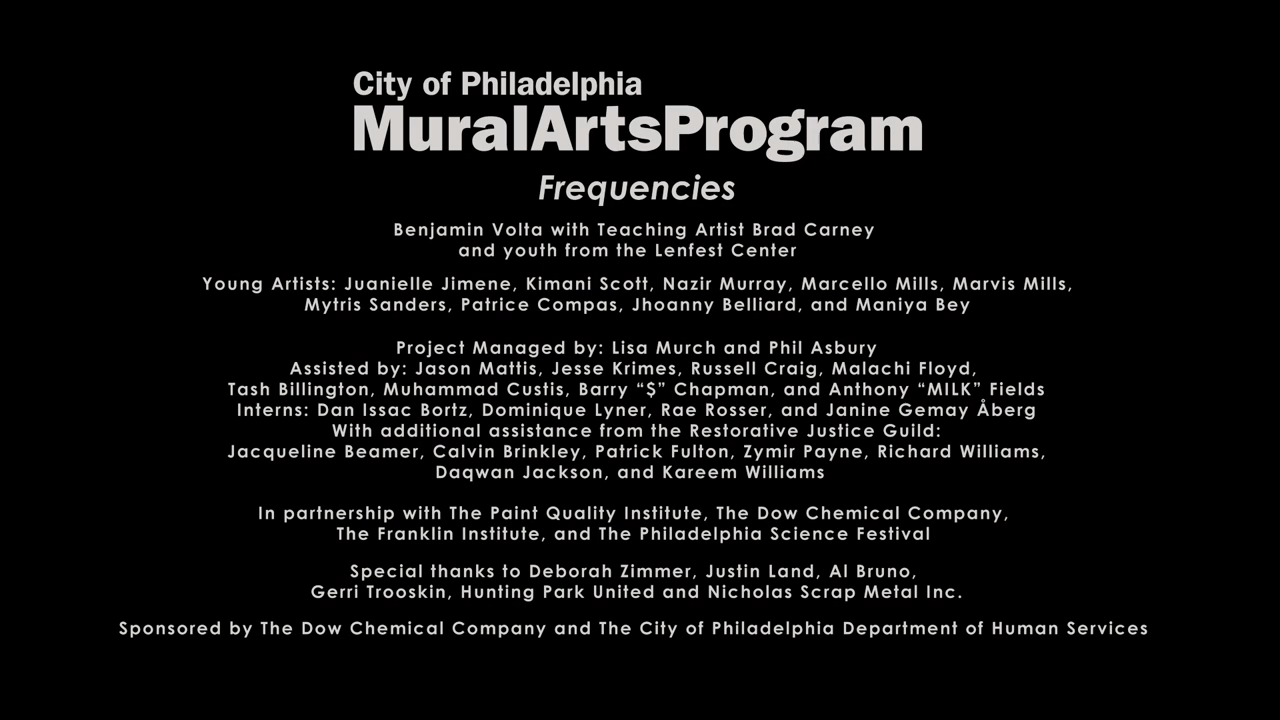 City of Philadelphia
MuralArtsProgram
Frequencies
Benjamin Volta with Teaching Artist Brad Carney
and youth from the Lenfest Center
Young Artists: Juanielle Jimene, Kimani Scott, Nazir Murray, Marcello Mills, Marvis Mills,
Mytris Sanders, Patrice Compas, Jhoanny Belliard, and Maniya Bey
Project Managed by: Lisa Murch and Phil Asbury
Assisted by: Jason Mattis, Jesse Krimes, Russell Craig, Malachi Floyd,
Tash Billington, Muhammad Custis, Barry “$” Chapman, and Anthony “MILK” Fields
Interns: Dan Issac Bortz, Dominique Lyner, Rae Rosser, and Janine Gemay Åberg
With additional assistance from the Restorative Justice Guild:
Jacqueline Beamer, Calvin Brinkley, Patrick Fulton, Zymir Payne, Richard Williams,
Daqwan Jackson, and Kareem Williams
In partnership with The Paint Quality Institute, The Dow Chemical Company,
The Franklin Institute, and The Philadelphia Science Festival
Special thanks to Deborah Zimmer, Justin Land, Al Bruno,
Gerri Trooskin, Hunting Park United and Nicholas Scrap Metal Inc.
Sponsored by The Dow Chemical Company and The City of Philadelphia Department of Human Services